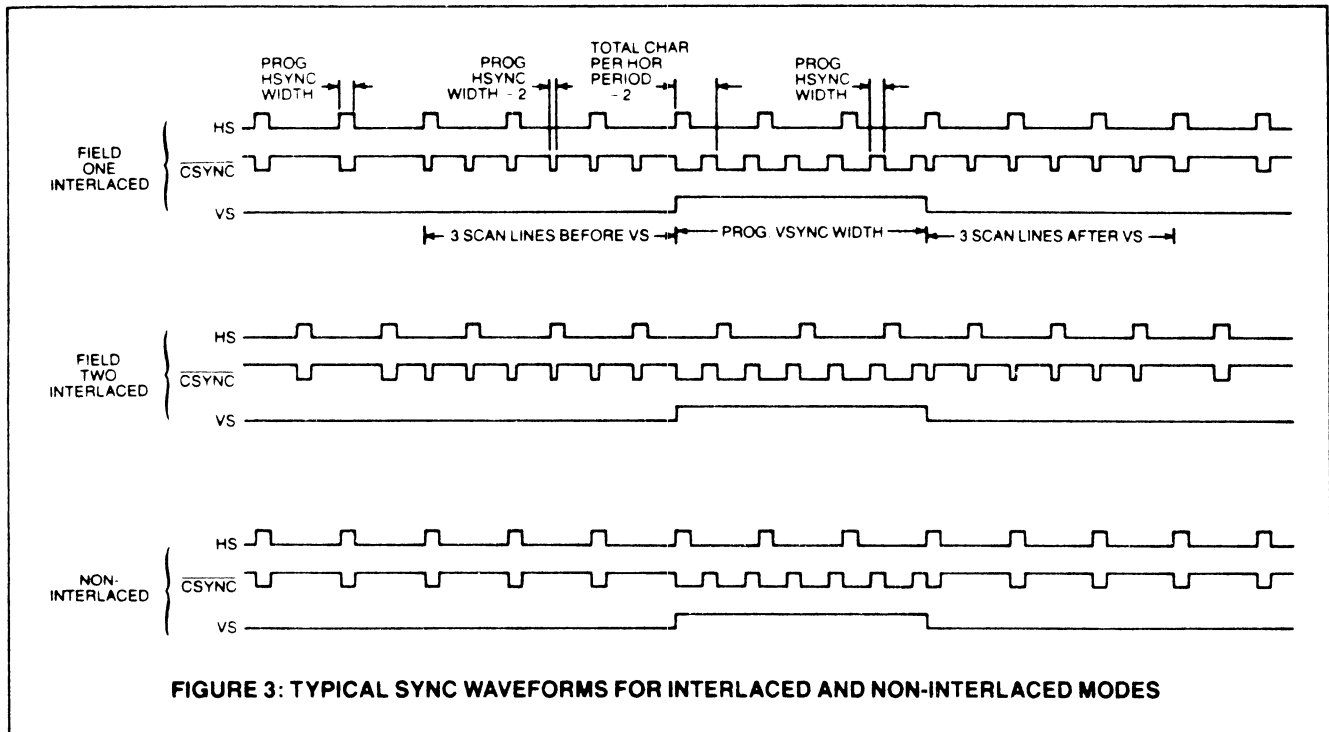 PROG
HSYNC
WIDTH
PROG
HSYNC
WIDTH - 2
TOTAL CHAR
PER HOR
PERIOD
- 2
PROG
HSYNC
WIDTH
FIELD
ONE
INTERLACED
HS
CSYNC
VS
3 SCAN LINES BEFORE VS
PROG. VSYNC WIDTH
3 SCAN LINES AFTER VS
FIELD
TWO
INTERLACED
HS
CSYNC
VS
NON-
INTERLACED
HS
CSYNC
VS
FIGURE 3: TYPICAL SYNC WAVEFORMS FOR INTERLACED AND NON-INTERLACED MODES